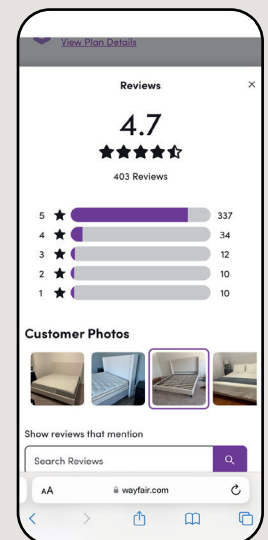 View Plan Details
Reviews ×
4.7
403 Reviews
5 337
4 34
3 12
2 10
1 10
Customer Photos
Show reviews that mention
Search Reviews
AA wayfair.com